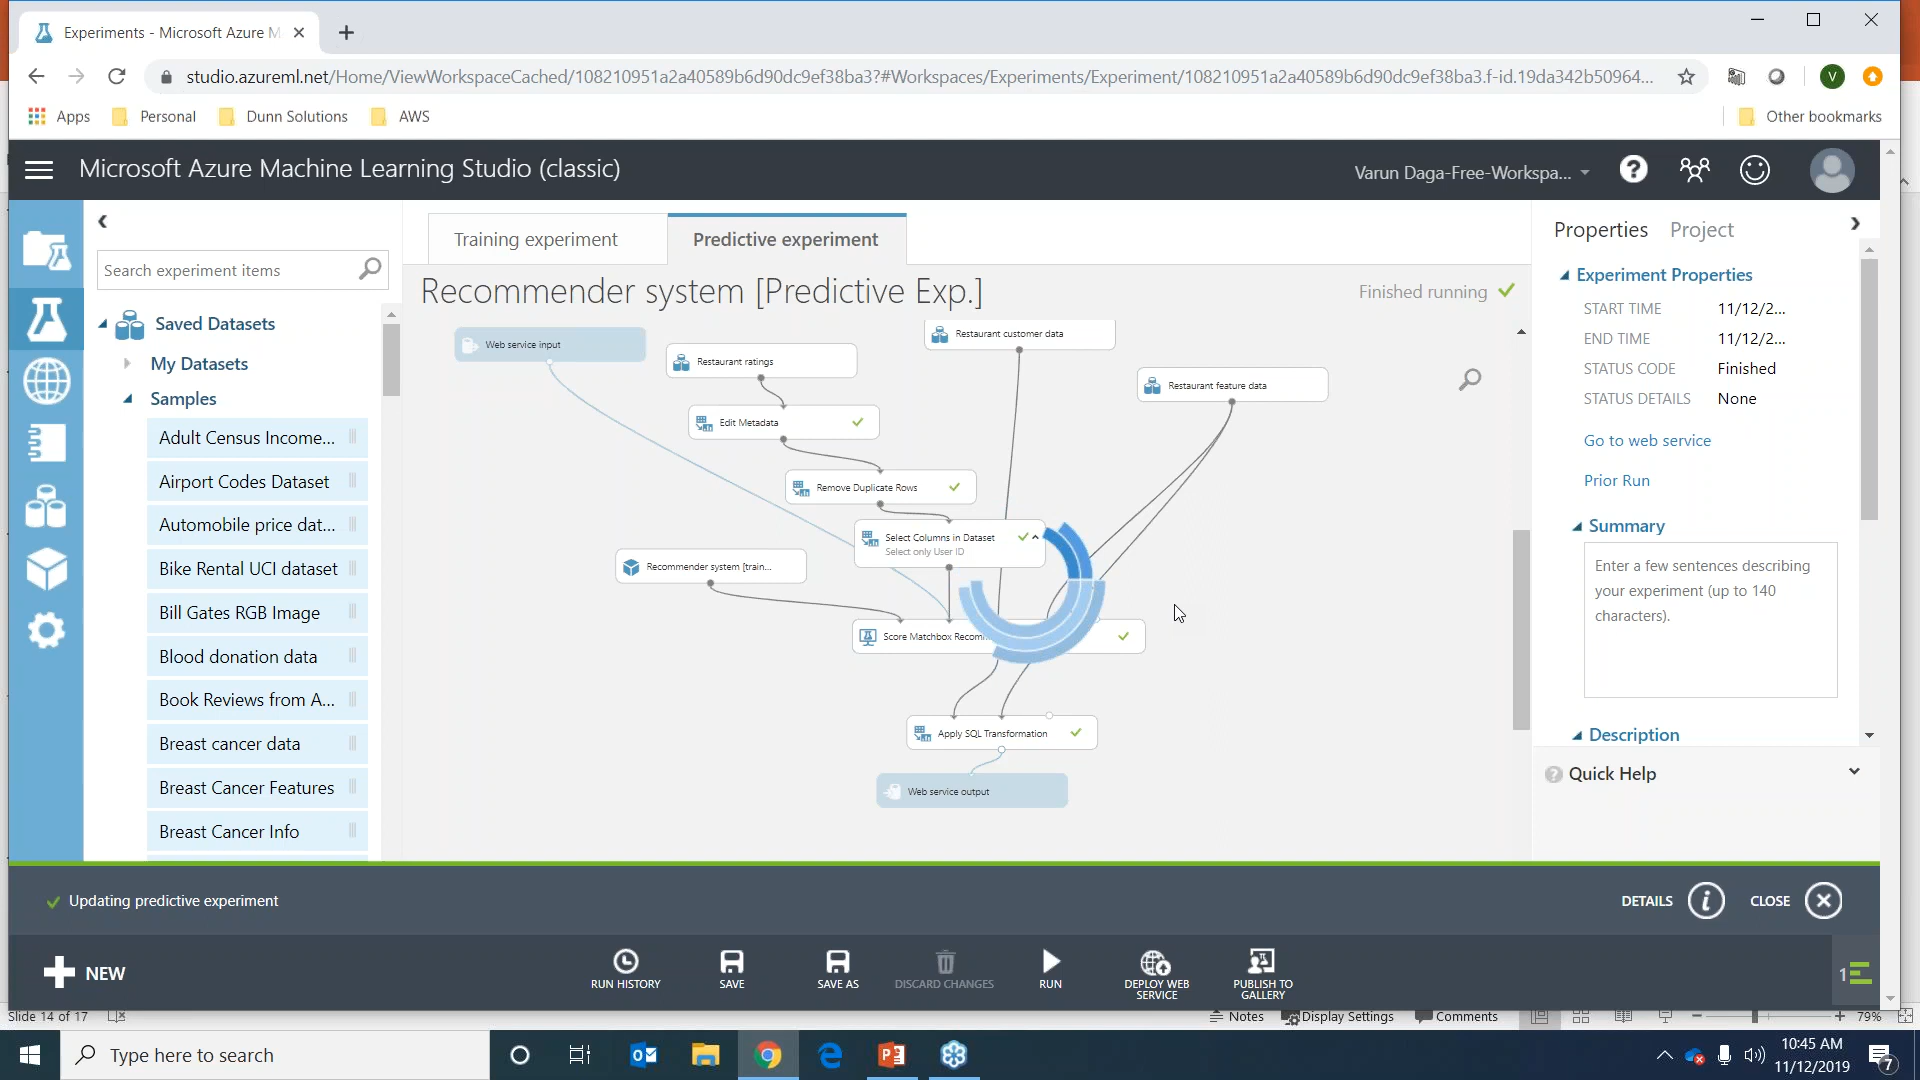 Experiments - Microsoft Azure M
studio.azureml.net/Home/ViewWorkspaceCached/108210951a2a40589b6d90dc9ef38ba3?#Workspaces/Experiments/Experiment/108210951a2a40589b6d90dc9ef38ba3.f-id.19da342b50964...
V
Apps
Personal
Dunn Solutions
AWS
Other bookmarks
Microsoft Azure Machine Learning Studio (classic)
Varun Daga-Free-Workspa...
Search experiment items
Saved Datasets
My Datasets
Samples
Adult Census Income...
Airport Codes Dataset
Automobile price dat...
Bike Rental UCI dataset
Bill Gates RGB Image
Blood donation data
Book Reviews from A...
Breast cancer data
Breast Cancer Features
Breast Cancer Info
Training experiment
Predictive experiment
Recommender system [Predictive Exp.]
Finished running
Web service input
Restaurant customer data
Restaurant ratings
Restaurant feature data
Edit Metadata
Remove Duplicate Rows
Select Columns in Dataset
Select only User ID
Recommender system [train...
Score Matchbox Recom
Apply SQL Transformation
Web service output
Properties
Project
Experiment Properties
START TIME 11/12/2...
END TIME 11/12/2...
STATUS CODE Finished
STATUS DETAILS None
Go to web service
Prior Run
Summary
Enter a few sentences describing
your experiment (up to 140
characters).
Description
Quick Help
Updating predictive experiment
DETAILS
CLOSE
NEW
RUN HISTORY
SAVE
SAVE AS
DISCARD CHANGES
RUN
DEPLOY WEB
SERVICE
PUBLISH TO
GALLERY
1
Slide 14 of 17
Notes
Display Settings
Comments
79%
Type here to search
10:45 AM
11/12/2019
7